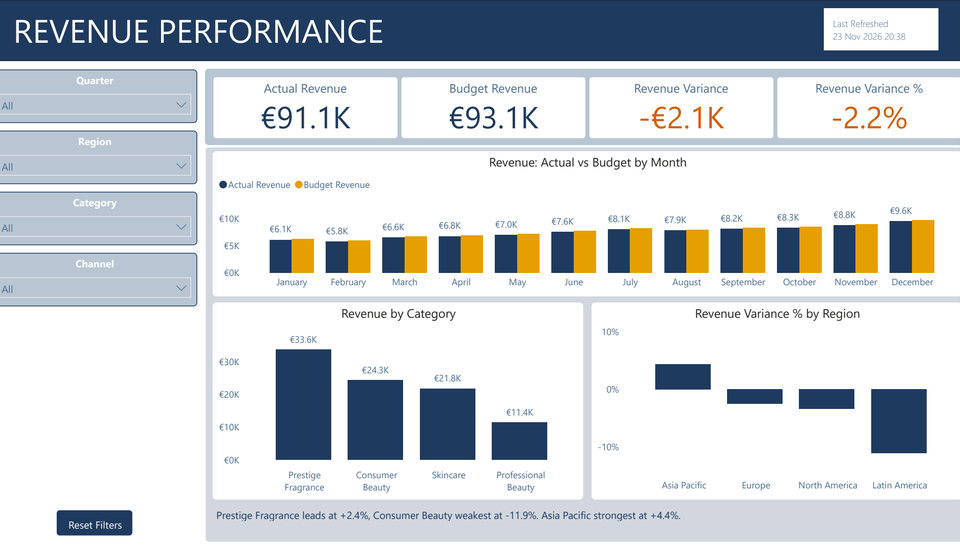 REVENUE PERFORMANCE
Last Refreshed
23 Nov 2026 20:38
Quarter
All
Region
All
Category
All
Channel
All
Reset Filters
Actual Revenue
€91.1K
Budget Revenue
€93.1K
Revenue Variance
-€2.1K
Revenue Variance %
-2.2%
Revenue: Actual vs Budget by Month
Actual Revenue Budget Revenue
€10K
€5K
€0K
€6.1K €5.8K €6.6K €6.8K €7.0K €7.6K €8.1K €7.9K €8.2K €8.3K €8.8K €9.6K
January February March April May June July August September October November December
Revenue by Category
€30K
€20K
€10K
€0K
€33.6K €24.3K €21.8K €11.4K
Prestige Consumer Skincare Professional
Fragrance Beauty Beauty
Revenue Variance % by Region
10%
0%
-10%
Asia Pacific Europe North America Latin America
Prestige Fragrance leads at +2.4%, Consumer Beauty weakest at -11.9%. Asia Pacific strongest at +4.4%.